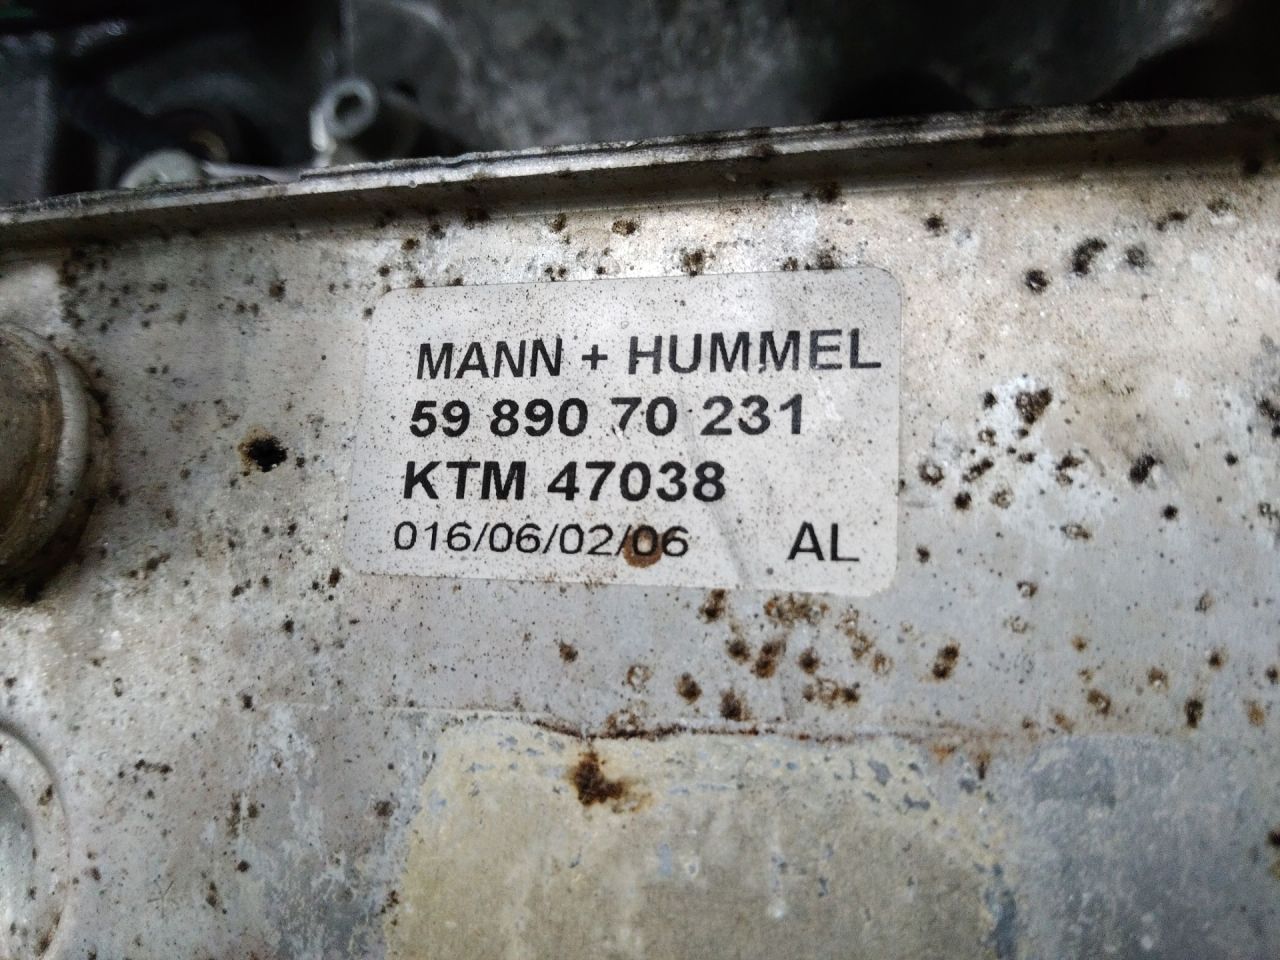 MANN + HUMMEL
59 890 70 231
KTM 47038
016/06/02/06 AL